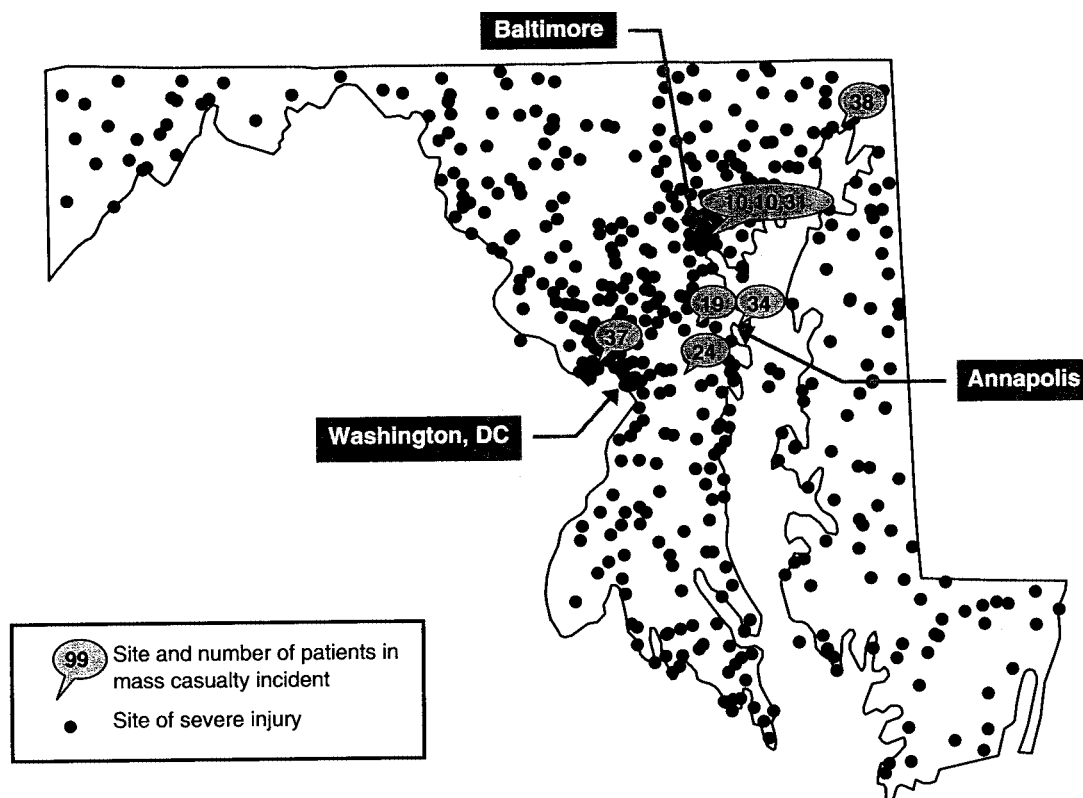 Baltimore
38
10,10,31
19
34
37
24
Annapolis
Washington, DC
99
Site and number of patients in
mass casualty incident
Site of severe injury